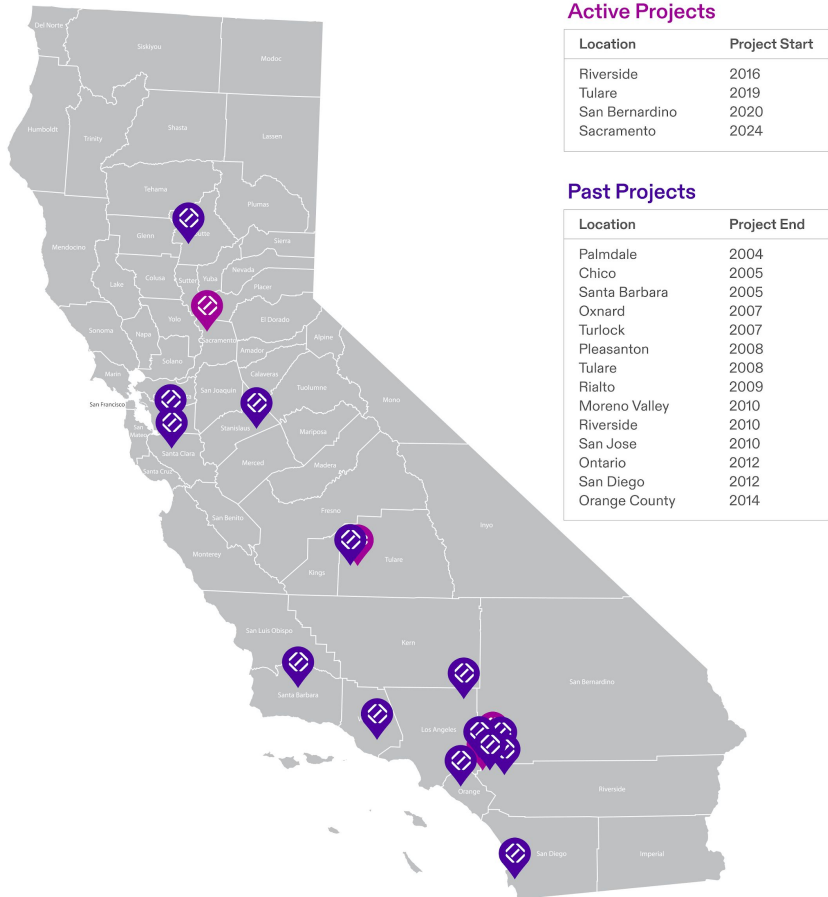 Active Projects
Location Project Start
Riverside 2016
Tulare 2019
San Bernardino 2020
Sacramento 2024
Past Projects
Location Project End
Palmdale 2004
Chico 2005
Santa Barbara 2005
Oxnard 2007
Turlock 2007
Pleasanton 2008
Tulare 2008
Rialto 2009
Moreno Valley 2010
Riverside 2010
San Jose 2010
Ontario 2012
San Diego 2012
Orange County 2014
Del Norte
Siskiyou
Modoc
Humboldt
Trinity
Shasta
Lassen
Tehama
Plumas
Mendocino
Glenn
Sierra
Lake
Colusa
Sutter
Yuba
Nevada
Placer
Sonoma
Napa
Yolo
El Dorado
Sacramento
Alpine
Amador
Solano
Marin
Calaveras
San Francisco
San Joaquin
Tuolumne
Mono
San
Mateo
Stanislaus
Mariposa
Santa Clara
Santa Cruz
Merced
Madera
San Benito
Fresno
Inyo
Monterey
Kings
Tulare
San Luis Obispo
Kern
San Bernardino
Santa Barbara
Los Angeles
Orange
Riverside
San Diego
Imperial